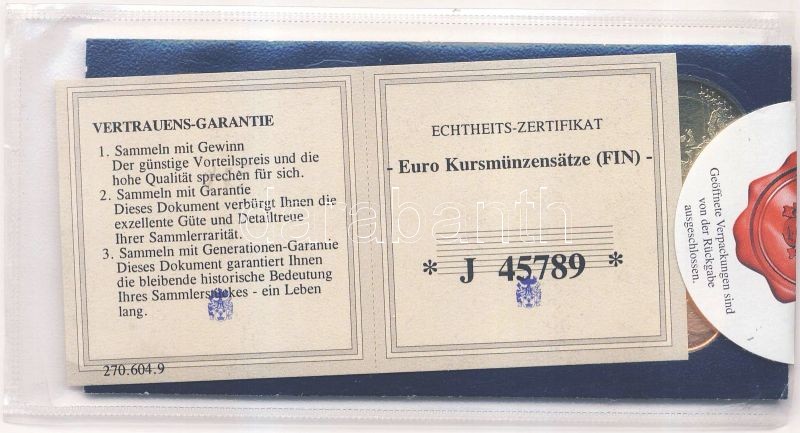 VERTRAUENS-GARANTIE
1. Sammeln mit Gewinn
Der günstige Vorteilspreis und die
hohe Qualität sprechen für sich.
2. Sammeln mit Garantie
Dieses Dokument verbürgt Ihnen die
exzellente Güte und Detailtreue
Ihrer Sammlerrarität.
3. Sammeln mit Generationen-Garantie
Dieses Dokument garantiert Ihnen
die bleibende historische Bedeutung
Ihres Sammlerstückes - ein Leben
lang.
270.604.9
ECHTHEITS-ZERTIFIKAT
- Euro Kursmünzensätze (FIN) -
* J 45789 *
Geöffnete Verpackungen sind
von der Rückgabe
ausgeschlossen.
darabanth